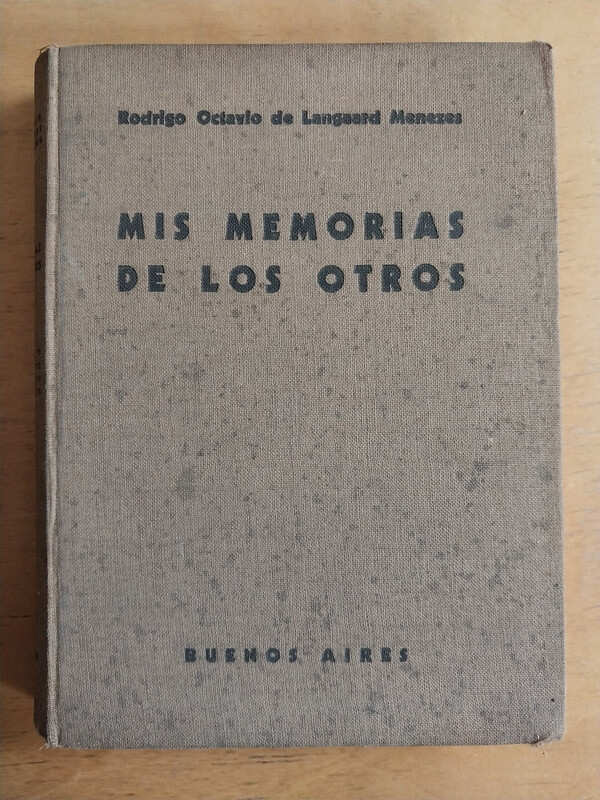 Rodrigo Octavio de Langaard Menezes
MIS MEMORIAS
DE LOS OTROS
BUENOS AIRES